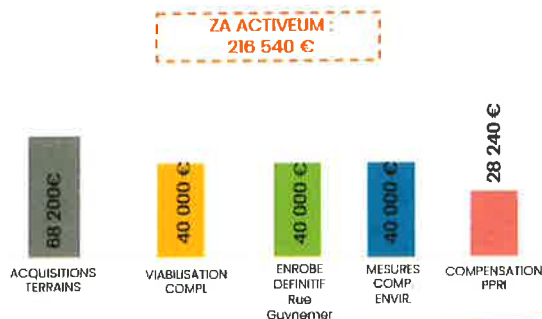 ZA ACTIVEUM :
216 540 €
68 200€
40 000 €
40 000 €
40 000 €
28 240 €
ACQUISITIONS
TERRAINS
VIABILISATION
COMPL
ENROBE
DEFINITIF
Rue
Guynemer
MESURES
COMP.
ENVIR.
COMPENSATION
PPRI